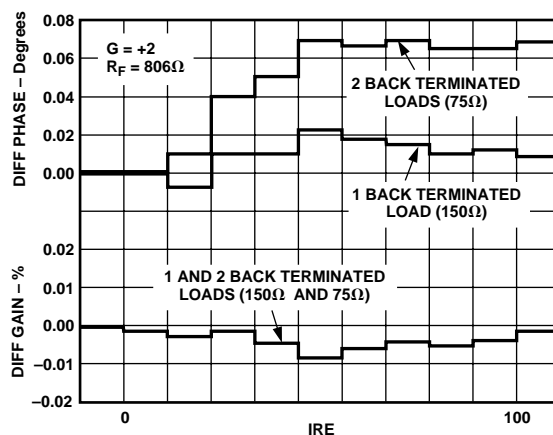 DIFF PHASE – Degrees
0.08
0.06
0.04
0.02
0.00
G = +2
RF = 806Ω
2 BACK TERMINATED
LOADS (75Ω)
1 BACK TERMINATED
LOAD (150Ω)
DIFF GAIN – %
0.02
0.01
0.00
–0.01
–0.02
1 AND 2 BACK TERMINATED
LOADS (150Ω AND 75Ω)
0
100
IRE